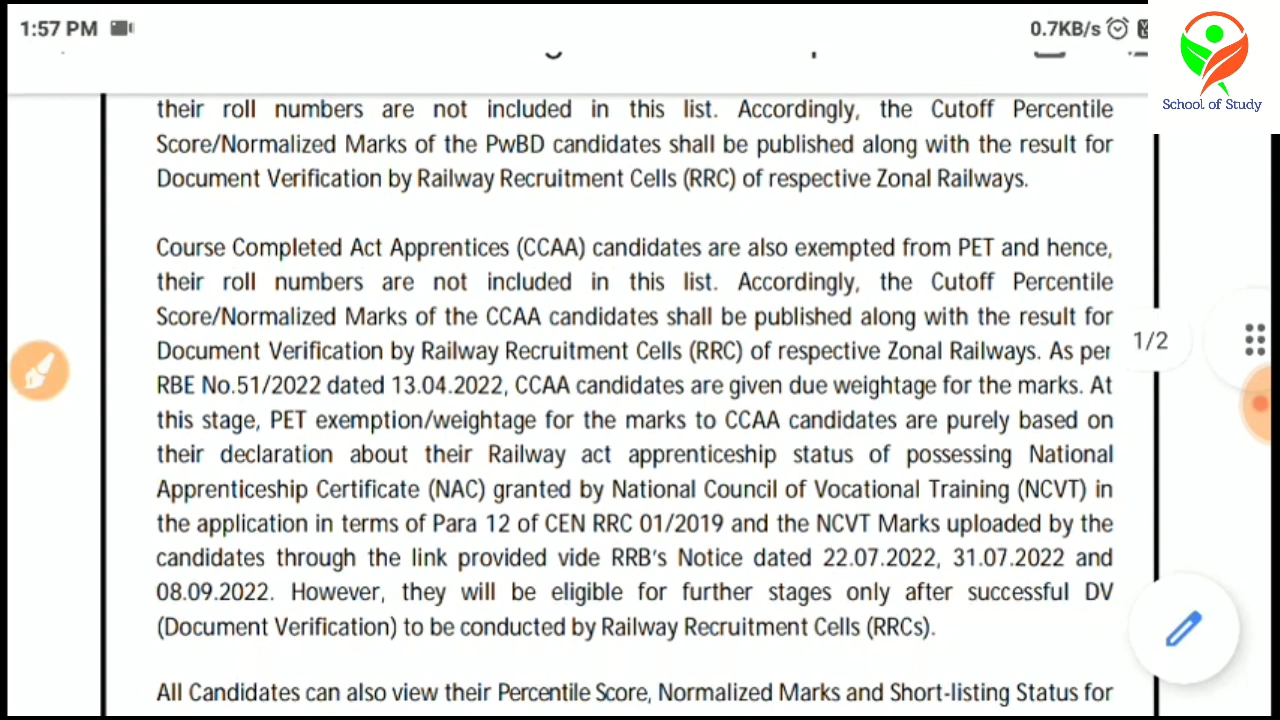 1:57 PM
0.7KB/s
School of Study
their roll numbers are not included in this list. Accordingly, the Cutoff Percentile
Score/Normalized Marks of the PwBD candidates shall be published along with the result for
Document Verification by Railway Recruitment Cells (RRC) of respective Zonal Railways.
Course Completed Act Apprentices (CCAA) candidates are also exempted from PET and hence,
their roll numbers are not included in this list. Accordingly, the Cutoff Percentile
Score/Normalized Marks of the CCAA candidates shall be published along with the result for
Document Verification by Railway Recruitment Cells (RRC) of respective Zonal Railways. As per
RBE No.51/2022 dated 13.04.2022, CCAA candidates are given due weightage for the marks. At
this stage, PET exemption/weightage for the marks to CCAA candidates are purely based on
their declaration about their Railway act apprenticeship status of possessing National
Apprenticeship Certificate (NAC) granted by National Council of Vocational Training (NCVT) in
the application in terms of Para 12 of CEN RRC 01/2019 and the NCVT Marks uploaded by the
candidates through the link provided vide RRB's Notice dated 22.07.2022, 31.07.2022 and
08.09.2022. However, they will be eligible for further stages only after successful DV
(Document Verification) to be conducted by Railway Recruitment Cells (RRCs).
All Candidates can also view their Percentile Score, Normalized Marks and Short-listing Status for
1/2